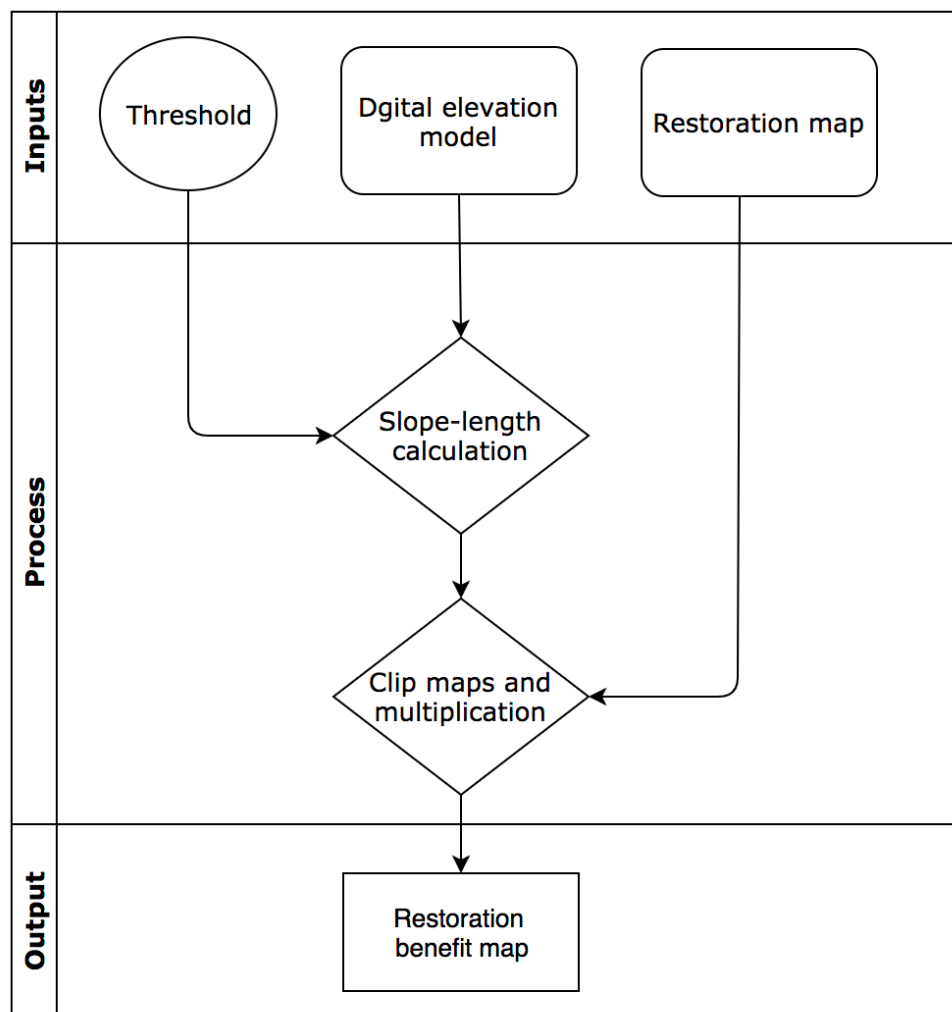 Inputs
Threshold
Dgital elevation
model
Restoration map
Process
Slope-length
calculation
Clip maps and
multiplication
Output
Restoration
benefit map